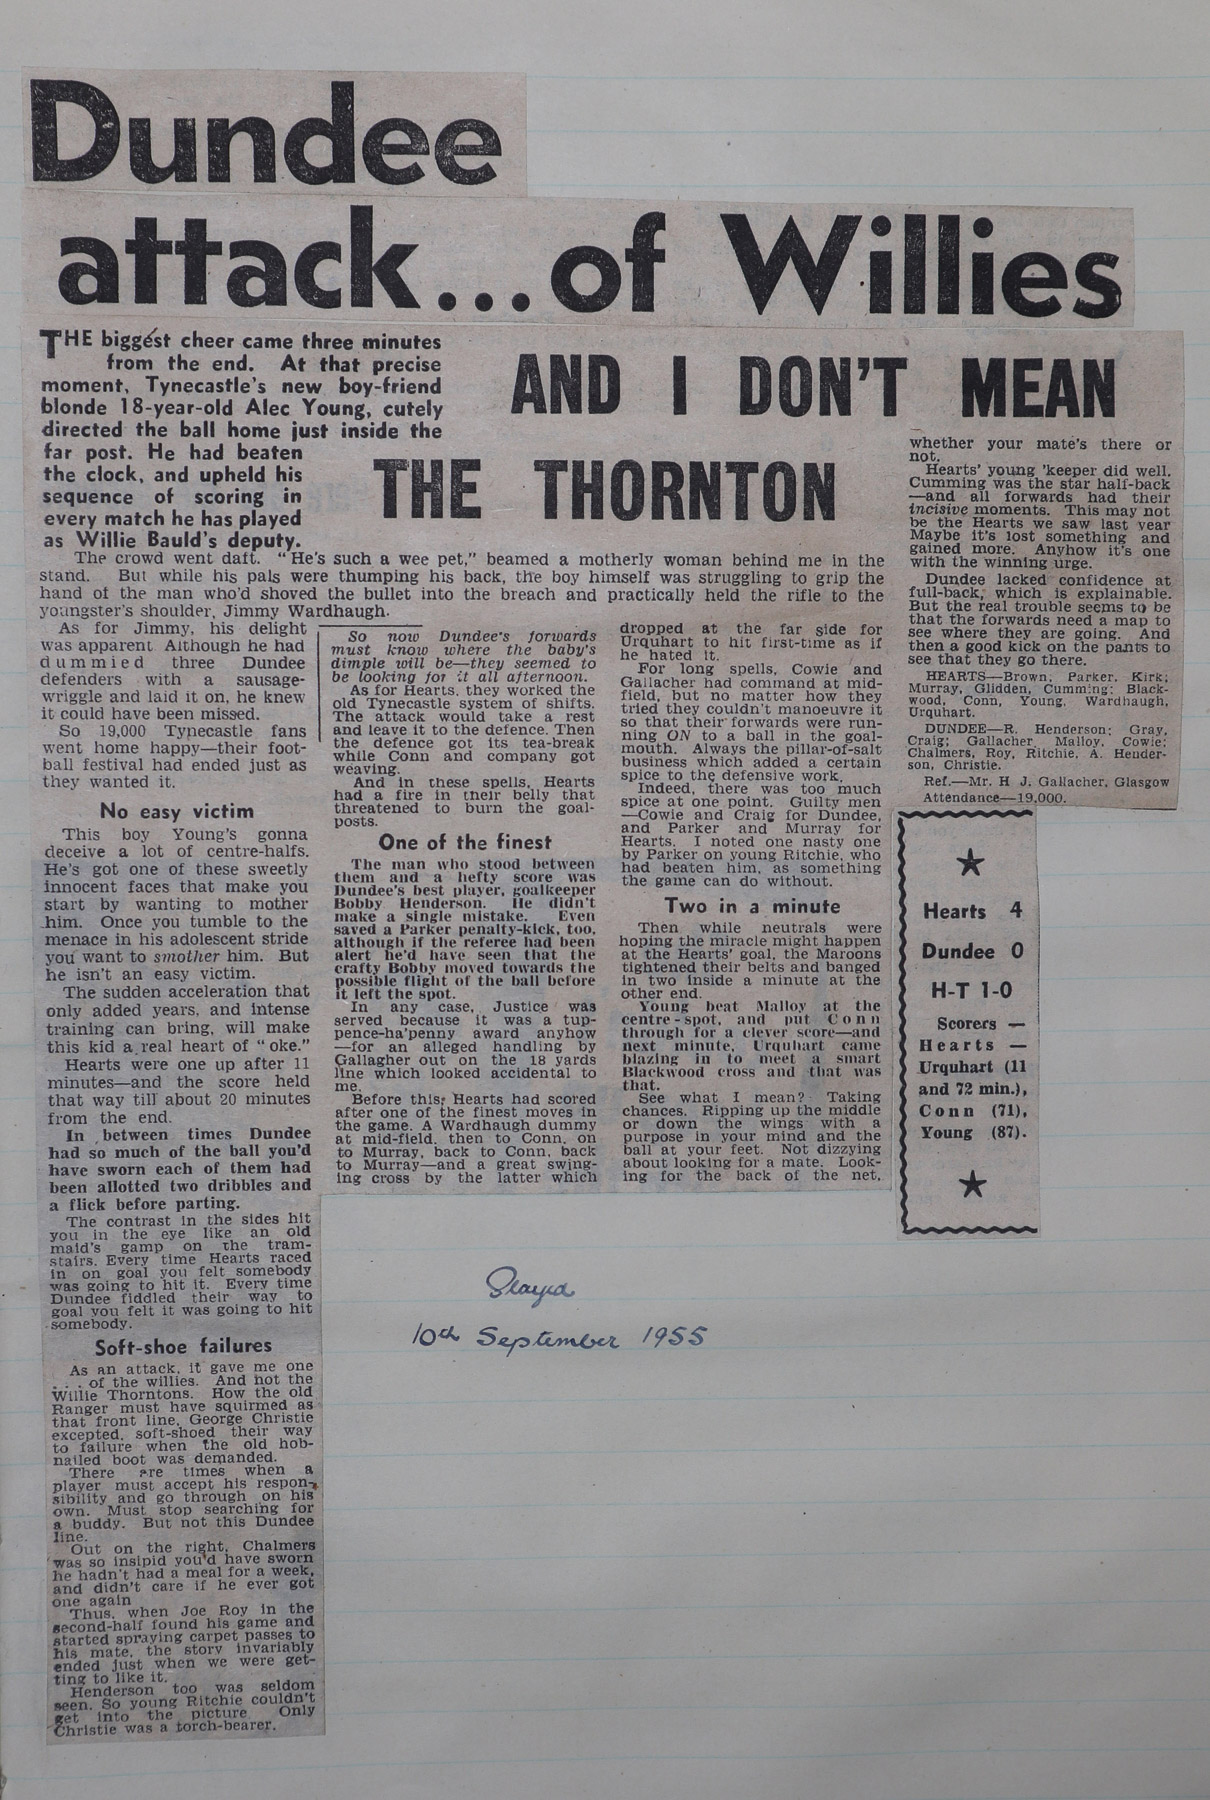 Dundee
attack...of Willies
AND I DON'T MEAN
THE THORNTON
THE biggest cheer came three minutes
from the end. At that precise
moment, Tynecastle's new boy-friend
blonde 18-year-old Alec Young, cutely
directed the ball home just inside the
far post. He had beaten
the clock, and upheld his
sequence of scoring in
every match he has played
as Willie Bauld's deputy.
The crowd went daft. "He's such a wee pet," beamed a motherly woman behind me in the
stand. But while his pals were thumping his back, the boy himself was struggling to grip the
hand of the man who'd shoved the bullet into the breach and practically held the rifle to the
youngster's shoulder, Jimmy Wardhaugh.
As for Jimmy, his delight
was apparent. Although he had
dummied three Dundee
defenders with a sausage-
wriggle and laid it on, he knew
it could have been missed.
So 19,000 Tynecastle fans
went home happy—their foot-
ball festival had ended just as
they wanted it.
No easy victim
This boy Young's gonna
deceive a lot of centre-halfs.
He's got one of these sweetly
innocent faces that make you
start by wanting to mother
him. Once you tumble to the
menace in his adolescent stride
you want to smother him. But
he isn't an easy victim.
The sudden acceleration that
only added years, and intense
training can bring, will make
this kid a real heart of "oke."
Hearts were one up after 11
minutes—and the score held
that way till about 20 minutes
from the end.
In between times Dundee
had so much of the ball you'd
have sworn each of them had
been allotted two dribbles and
a flick before parting.
The contrast in the sides hit
you in the eye like an old
maid's gamp on the tram-
stairs. Every time Hearts raced
in on goal you felt somebody
was going to hit it. Every time
Dundee fiddled their way to
goal you felt it was going to hit
somebody.
Soft-shoe failures
As an attack, it gave me one
. . . of the willies. And not the
Willie Thorntons. How the old
Ranger must have squirmed as
that front line, George Christie
excepted, soft-shoed their way
to failure when the old hob-
nailed boot was demanded.
There are times when a
player must accept his respon-
sibility and go through on his
own. Must stop searching for
a buddy. But not this Dundee
line.
Out on the right, Chalmers
was so insipid you'd have sworn
he hadn't had a meal for a week,
and didn't care if he ever got
one again
Thus, when Joe Roy in the
second-half found his game and
started spraying carpet passes to
his mate, the story invariably
ended just when we were get-
ting to like it.
Henderson too was seldom
seen. So young Ritchie couldn't
get into the picture. Only
Christie was a torch-bearer.
So now Dundee's forwards
must know where the baby's
dimple will be—they seemed to
be looking for it all afternoon.
As for Hearts, they worked the
old Tynecastle system of shifts.
The attack would take a rest
and leave it to the defence. Then
the defence got its tea-break
while Conn and company got
weaving.
And in these spells, Hearts
had a fire in their belly that
threatened to burn the goal-
posts.
One of the finest
The man who stood between
them and a hefty score was
Dundee's best player, goalkeeper
Bobby Henderson. He didn't
make a single mistake. Even
saved a Parker penalty-kick, too,
although if the referee had been
alert he'd have seen that the
crafty Bobby moved towards the
possible flight of the ball before
it left the spot.
In any case, Justice was
served because it was a tup-
pence-ha'penny award anyhow
—for an alleged handling by
Gallagher out on the 18 yards
line which looked accidental to
me.
Before this, Hearts had scored
after one of the finest moves in
the game. A Wardhaugh dummy
at mid-field, then to Conn, on
to Murray, back to Conn, back
to Murray—and a great swing-
ing cross by the latter which
dropped at the far side for
Urquhart to hit first-time as if
he hated it.
For long spells, Cowie and
Gallacher had command at mid-
field, but no matter how they
tried they couldn't manoeuvre it
so that their forwards were run-
ning ON to a ball in the goal-
mouth. Always the pillar-of-salt
business which added a certain
spice to the defensive work.
Indeed, there was too much
spice at one point. Guilty men
—Cowie and Craig for Dundee,
and Parker and Murray for
Hearts. I noted one nasty one
by Parker on young Ritchie, who
had beaten him, as something
the game can do without.
Two in a minute
Then while neutrals were
hoping the miracle might happen
at the Hearts' goal, the Maroons
tightened their belts and banged
in two inside a minute at the
other end.
Young beat Malloy at the
centre-spot, and put Conn
through for a clever score—and
next minute, Urquhart came
blazing in to meet a smart
Blackwood cross and that was
that.
See what I mean? Taking
chances. Ripping up the middle
or down the wings with a
purpose in your mind and the
ball at your feet. Not dizzying
about looking for a mate. Look-
ing for the back of the net,
whether your mate's there or
not.
Hearts' young 'keeper did well.
Cumming was the star half-back
—and all forwards had their
incisive moments. This may not
be the Hearts we saw last year
Maybe it's lost something and
gained more. Anyhow it's one
with the winning urge.
Dundee lacked confidence at
full-back, which is explainable.
But the real trouble seems to be
that the forwards need a map to
see where they are going. And
then a good kick on the pants to
see that they go there.
HEARTS—Brown; Parker, Kirk;
Murray, Glidden, Cumming; Black-
wood, Conn, Young, Wardhaugh,
Urquhart.
DUNDEE—R. Henderson; Gray,
Craig; Gallacher, Malloy, Cowie;
Chalmers, Roy, Ritchie, A. Hender-
son, Christie.
Ref.—Mr. H J. Gallacher, Glasgow
Attendance—19,000.
Hearts 4
Dundee 0
H-T 1-0
Scorers —
Hearts —
Urquhart (11
and 72 min.),
Conn (71),
Young (87).
Played
10th September 1955